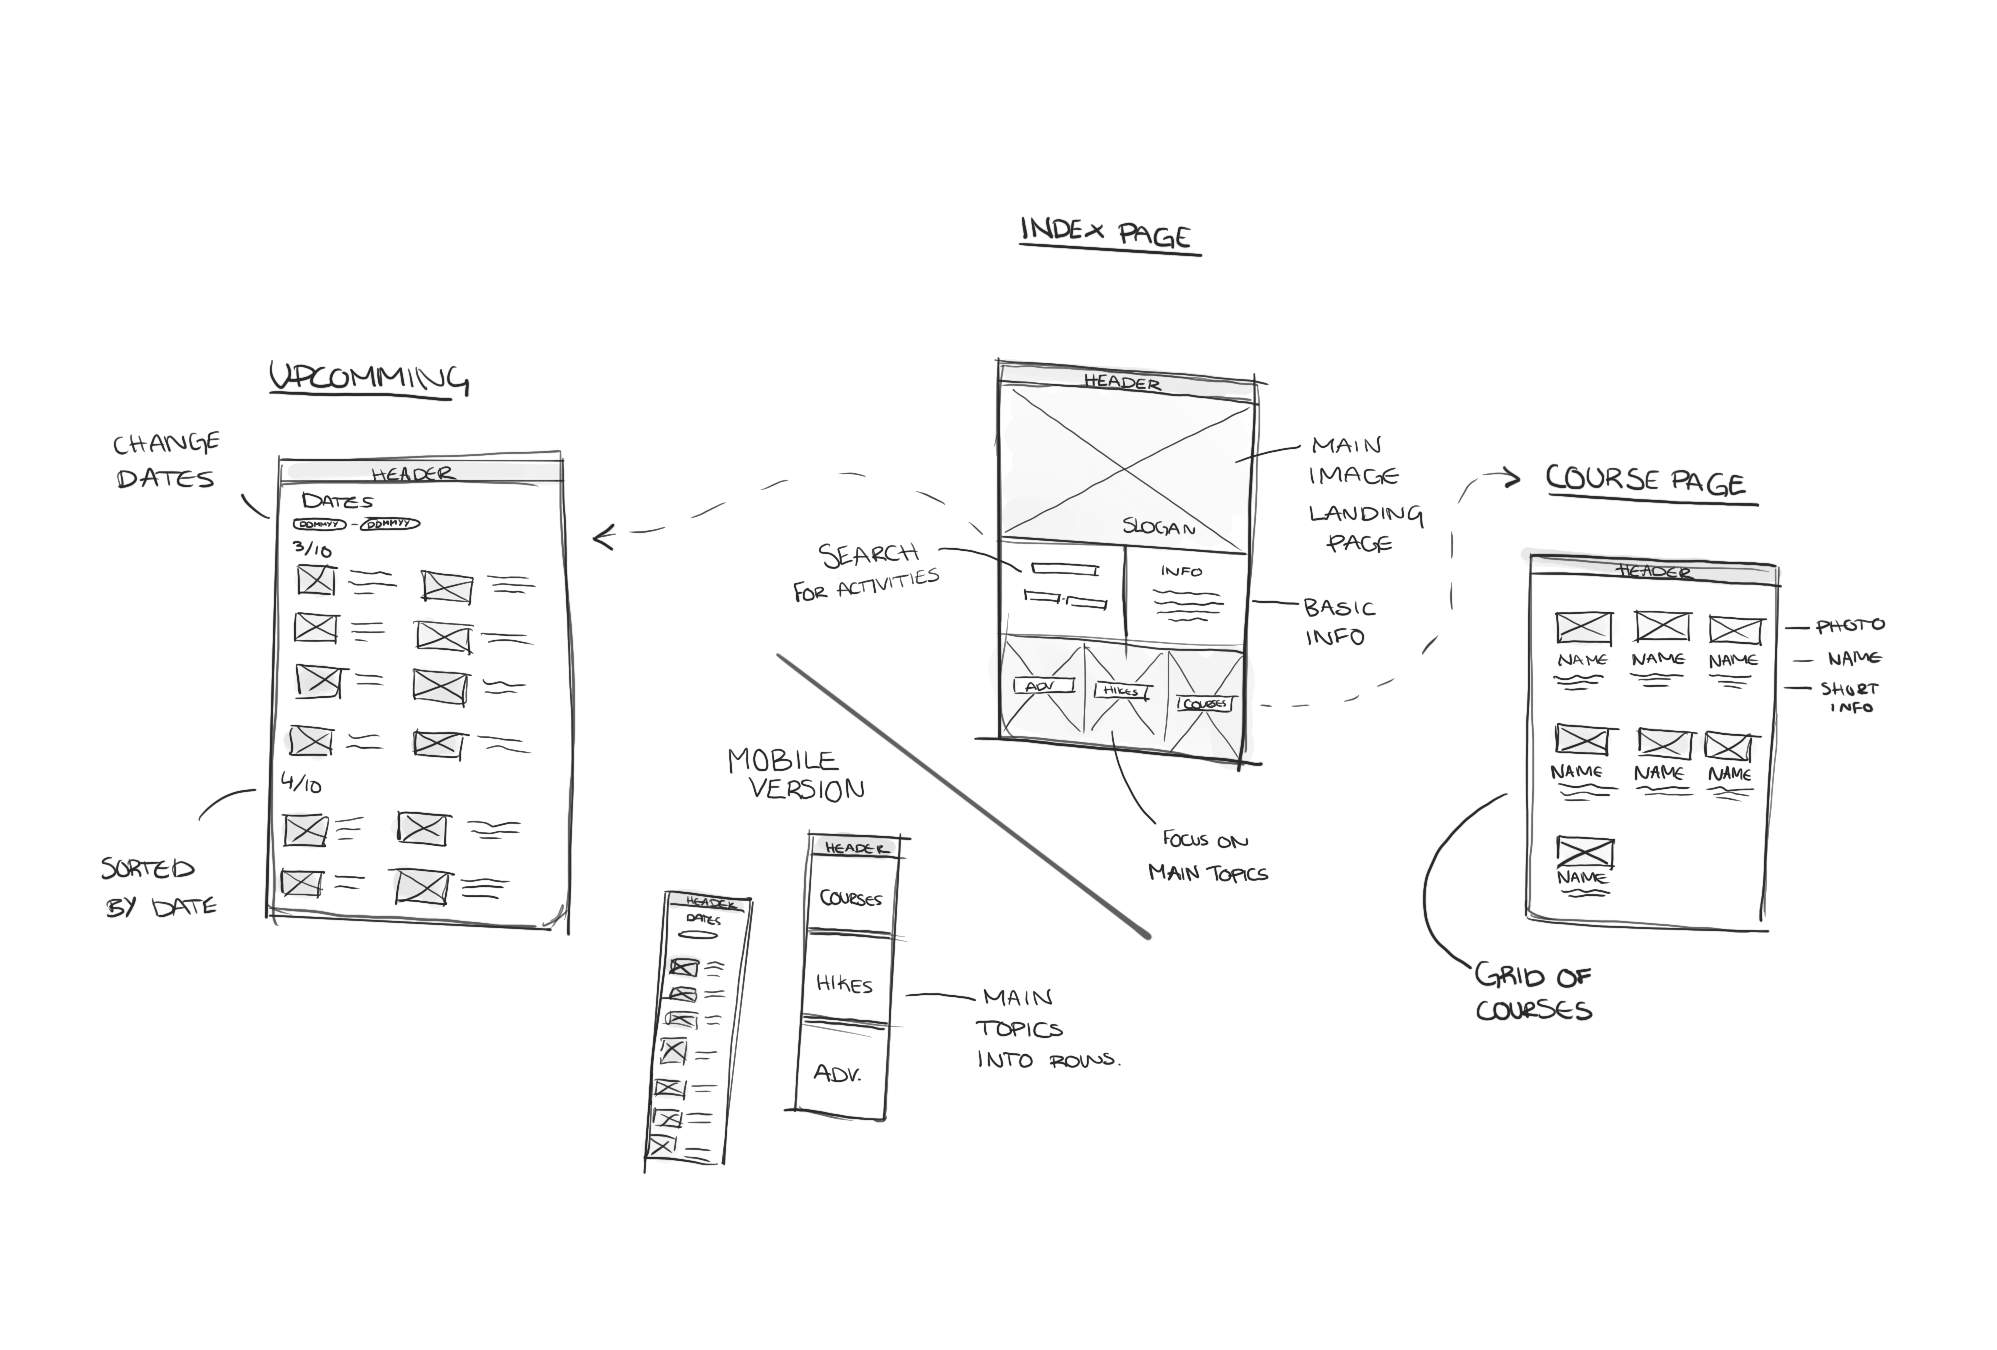 INDEX PAGE
UPCOMMING
CHANGE
DATES
HEADER
DATES
DDMMYY - DDMMYY
3/10
4/10
SORTED
BY DATE
HEADER
SLOGAN
INFO
ADV
HIKES
COURSES
SEARCH
FOR ACTIVITIES
MAIN
IMAGE
LANDING
PAGE
BASIC
INFO
FOCUS ON
MAIN TOPICS
COURSE PAGE
HEADER
NAME NAME NAME
NAME NAME NAME
NAME
PHOTO
NAME
SHORT
INFO
GRID OF
COURSES
MOBILE
VERSION
HEADER
DATES
HEADER
COURSES
HIKES
ADV.
MAIN
TOPICS
INTO ROWS.